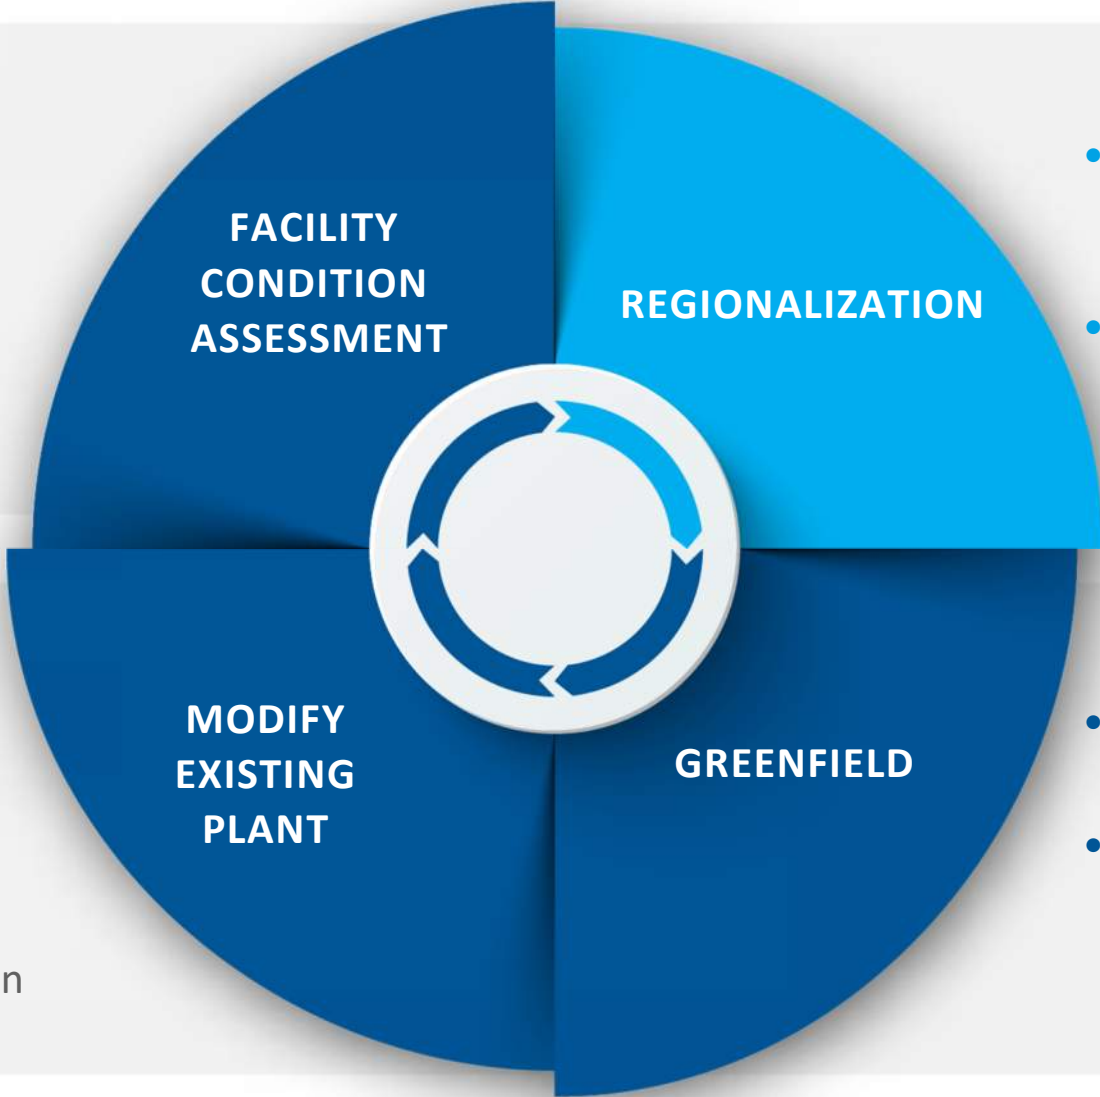 FACILITY
CONDITION
ASSESSMENT
REGIONALIZATION
MODIFY
EXISTING
PLANT
GREENFIELD
n